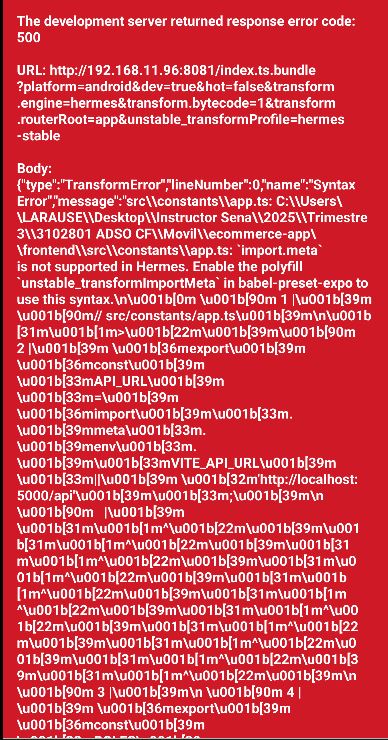 The development server returned response error code:
500
URL: http://192.168.11.96:8081/index.ts.bundle
?platform=android&dev=true&hot=false&transform
.engine=hermes&transform.bytecode=1&transform
.routerRoot=app&unstable_transformProfile=hermes
-stable
Body:
{"type":"TransformError","lineNumber":0,"name":"Syntax
Error","message":"src\\constants\\app.ts: C:\\Users\
\LARAUSE\\Desktop\\Instructor Sena\\2025\\Trimestre
3\\3102801 ADSO CF\\Movil\\ecommerce-app\
\frontend\\src\\constants\\app.ts: `import.meta`
is not supported in Hermes. Enable the polyfill
`unstable_transformImportMeta` in babel-preset-expo to
use this syntax.\n\u001b[0m \u001b[90m 1 |\u001b[39m
\u001b[90m// src/constants/app.ts\u001b[39m\n\u001b
[31m\u001b[1m>\u001b[22m\u001b[39m\u001b[90m
2 |\u001b[39m \u001b[36mexport\u001b[39m
\u001b[36mconst\u001b[39m
\u001b[33mAPI_URL\u001b[39m
\u001b[33m=\u001b[39m
\u001b[36mimport\u001b[39m\u001b[33m.
\u001b[39mmeta\u001b[33m.
\u001b[39menv\u001b[33m.
\u001b[39m\u001b[33mVITE_API_URL\u001b[39m
\u001b[33m||\u001b[39m \u001b[32m'http://localhost:
5000/api'\u001b[39m\u001b[33m;\u001b[39m\n
\u001b[90m   |\u001b[39m
\u001b[31m\u001b[1m^\u001b[22m\u001b[39m\u001
b[31m\u001b[1m^\u001b[22m\u001b[39m\u001b[31
m\u001b[1m^\u001b[22m\u001b[39m\u001b[31m\u0
01b[1m^\u001b[22m\u001b[39m\u001b[31m\u001b
[1m^\u001b[22m\u001b[39m\u001b[31m\u001b[1m
^\u001b[22m\u001b[39m\u001b[31m\u001b[1m^\u00
1b[22m\u001b[39m\u001b[31m\u001b[1m^\u001b[22
m\u001b[39m\u001b[31m\u001b[1m^\u001b[22m\u0
01b[39m\u001b[31m\u001b[1m^\u001b[22m\u001b[3
9m\u001b[31m\u001b[1m^\u001b[22m\u001b[39m\n
\u001b[90m 3 |\u001b[39m\n \u001b[90m 4 |
\u001b[39m \u001b[36mexport\u001b[39m
\u001b[36mconst\u001b[39m